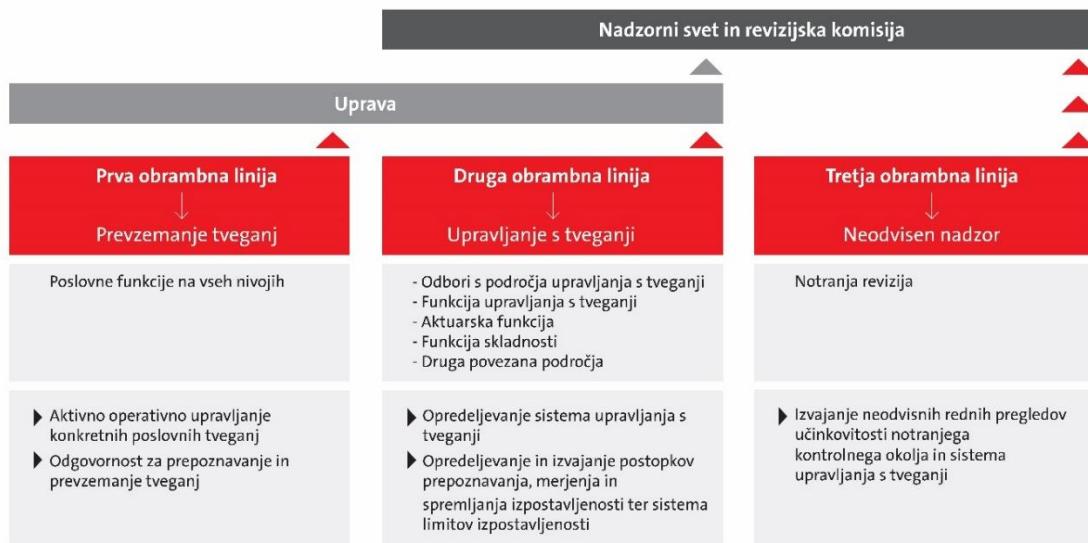 Nadzorni svet in revizijska komisija
Uprava
Prva obrambna linija
Prevzemanje tveganj
Poslovne funkcije na vseh nivojih
Aktivno operativno upravljanje
konkretnih poslovnih tveganj
Odgovornost za prepoznavanje in
prevzemanje tveganj
Druga obrambna linija
Upravljanje s tveganji
- Odbori s področja upravljanja s tveganji
- Funkcija upravljanja s tveganji
- Aktuarska funkcija
- Funkcija skladnosti
- Druga povezana področja
Opredeljevanje sistema upravljanja s
tveganji
Opredeljevanje in izvajanje postopkov
prepoznavanja, merjenja in
spremljanja izpostavljenosti ter sistema
limitov izpostavljenosti
Tretja obrambna linija
Neodvisen nadzor
Notranja revizija
Izvajanje neodvisnih rednih pregledov
učinkovitosti notranjega
kontrolnega okolja in sistema
upravljanja s tveganji